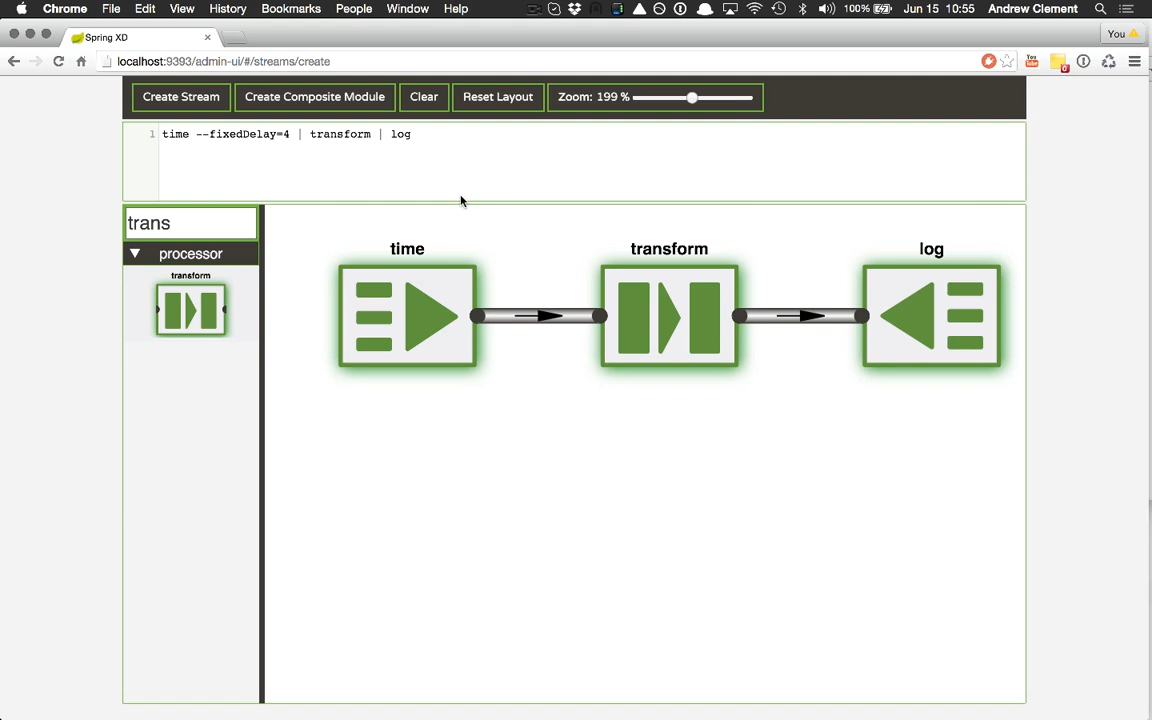 Chrome File Edit View History Bookmarks People Window Help 100% Jun 15 10:55 Andrew Clement
Spring XD × You
localhost:9393/admin-ui/#/streams/create
Create Stream Create Composite Module Clear Reset Layout Zoom: 199 %
1 time --fixedDelay=4 | transform | log
trans
processor
transform
time transform log